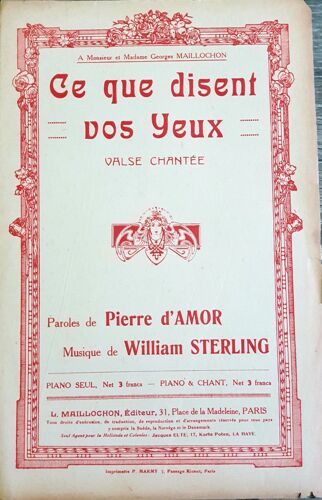 A Monsieur et Madame Georges MAILLOCHON
Ce que disent
vos Yeux
VALSE CHANTÉE
Paroles de Pierre d'AMOR
Musique de William STERLING
PIANO SEUL, Net 3 francs — PIANO & CHANT, Net 3 francs
L. MAILLOCHON, Éditeur, 31, Place de la Madeleine, PARIS
Tous droits d'exécution, de traduction, de reproduction et d'arrangements réservés pour tous pays
y compris la Suède, la Norvège et le Danemark
Seul Agent pour la Hollande et Colonies : Jacques ELTE, 17, Korte Poten, LA HAYE
Imprimerie P. 7, Passage Paris